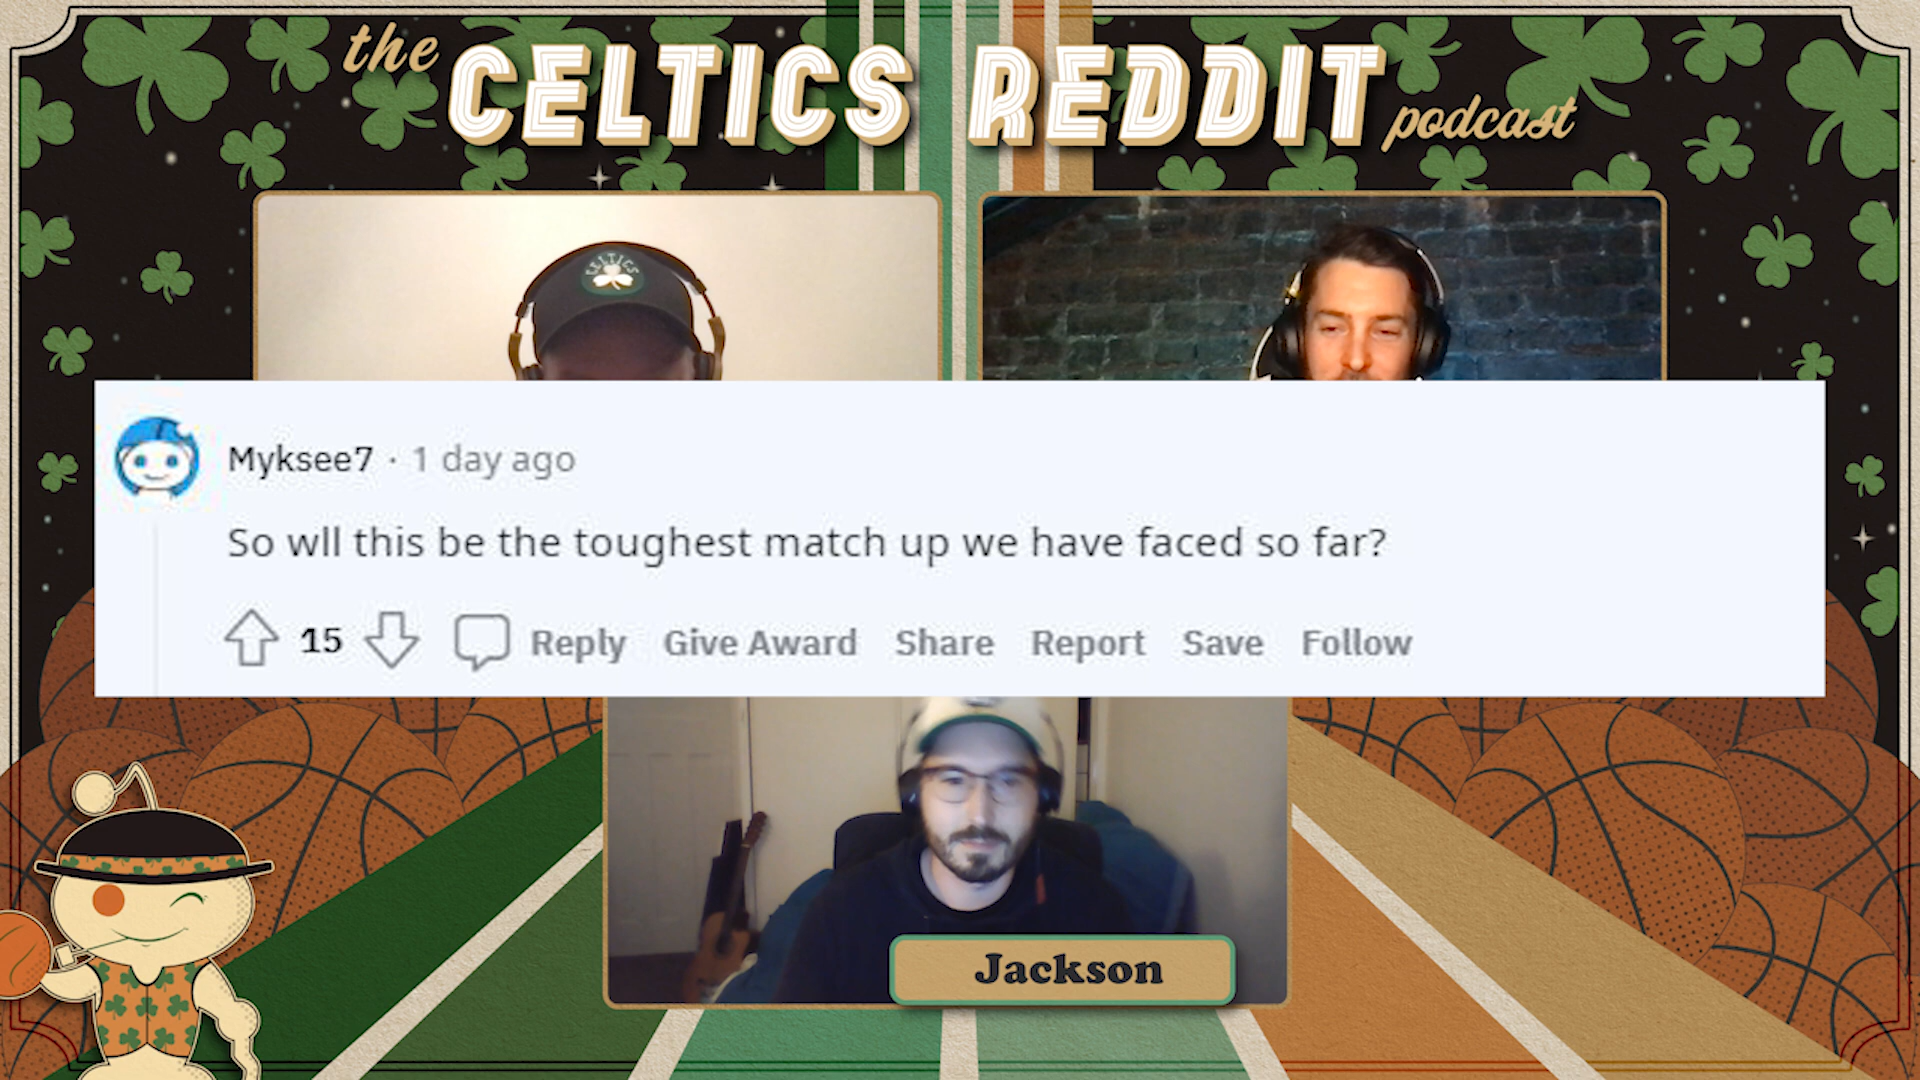 the CELTICS REDDIT podcast
CELTICS
Myksee7 · 1 day ago
So wll this be the toughest match up we have faced so far?
15 Reply Give Award Share Report Save Follow
Jackson